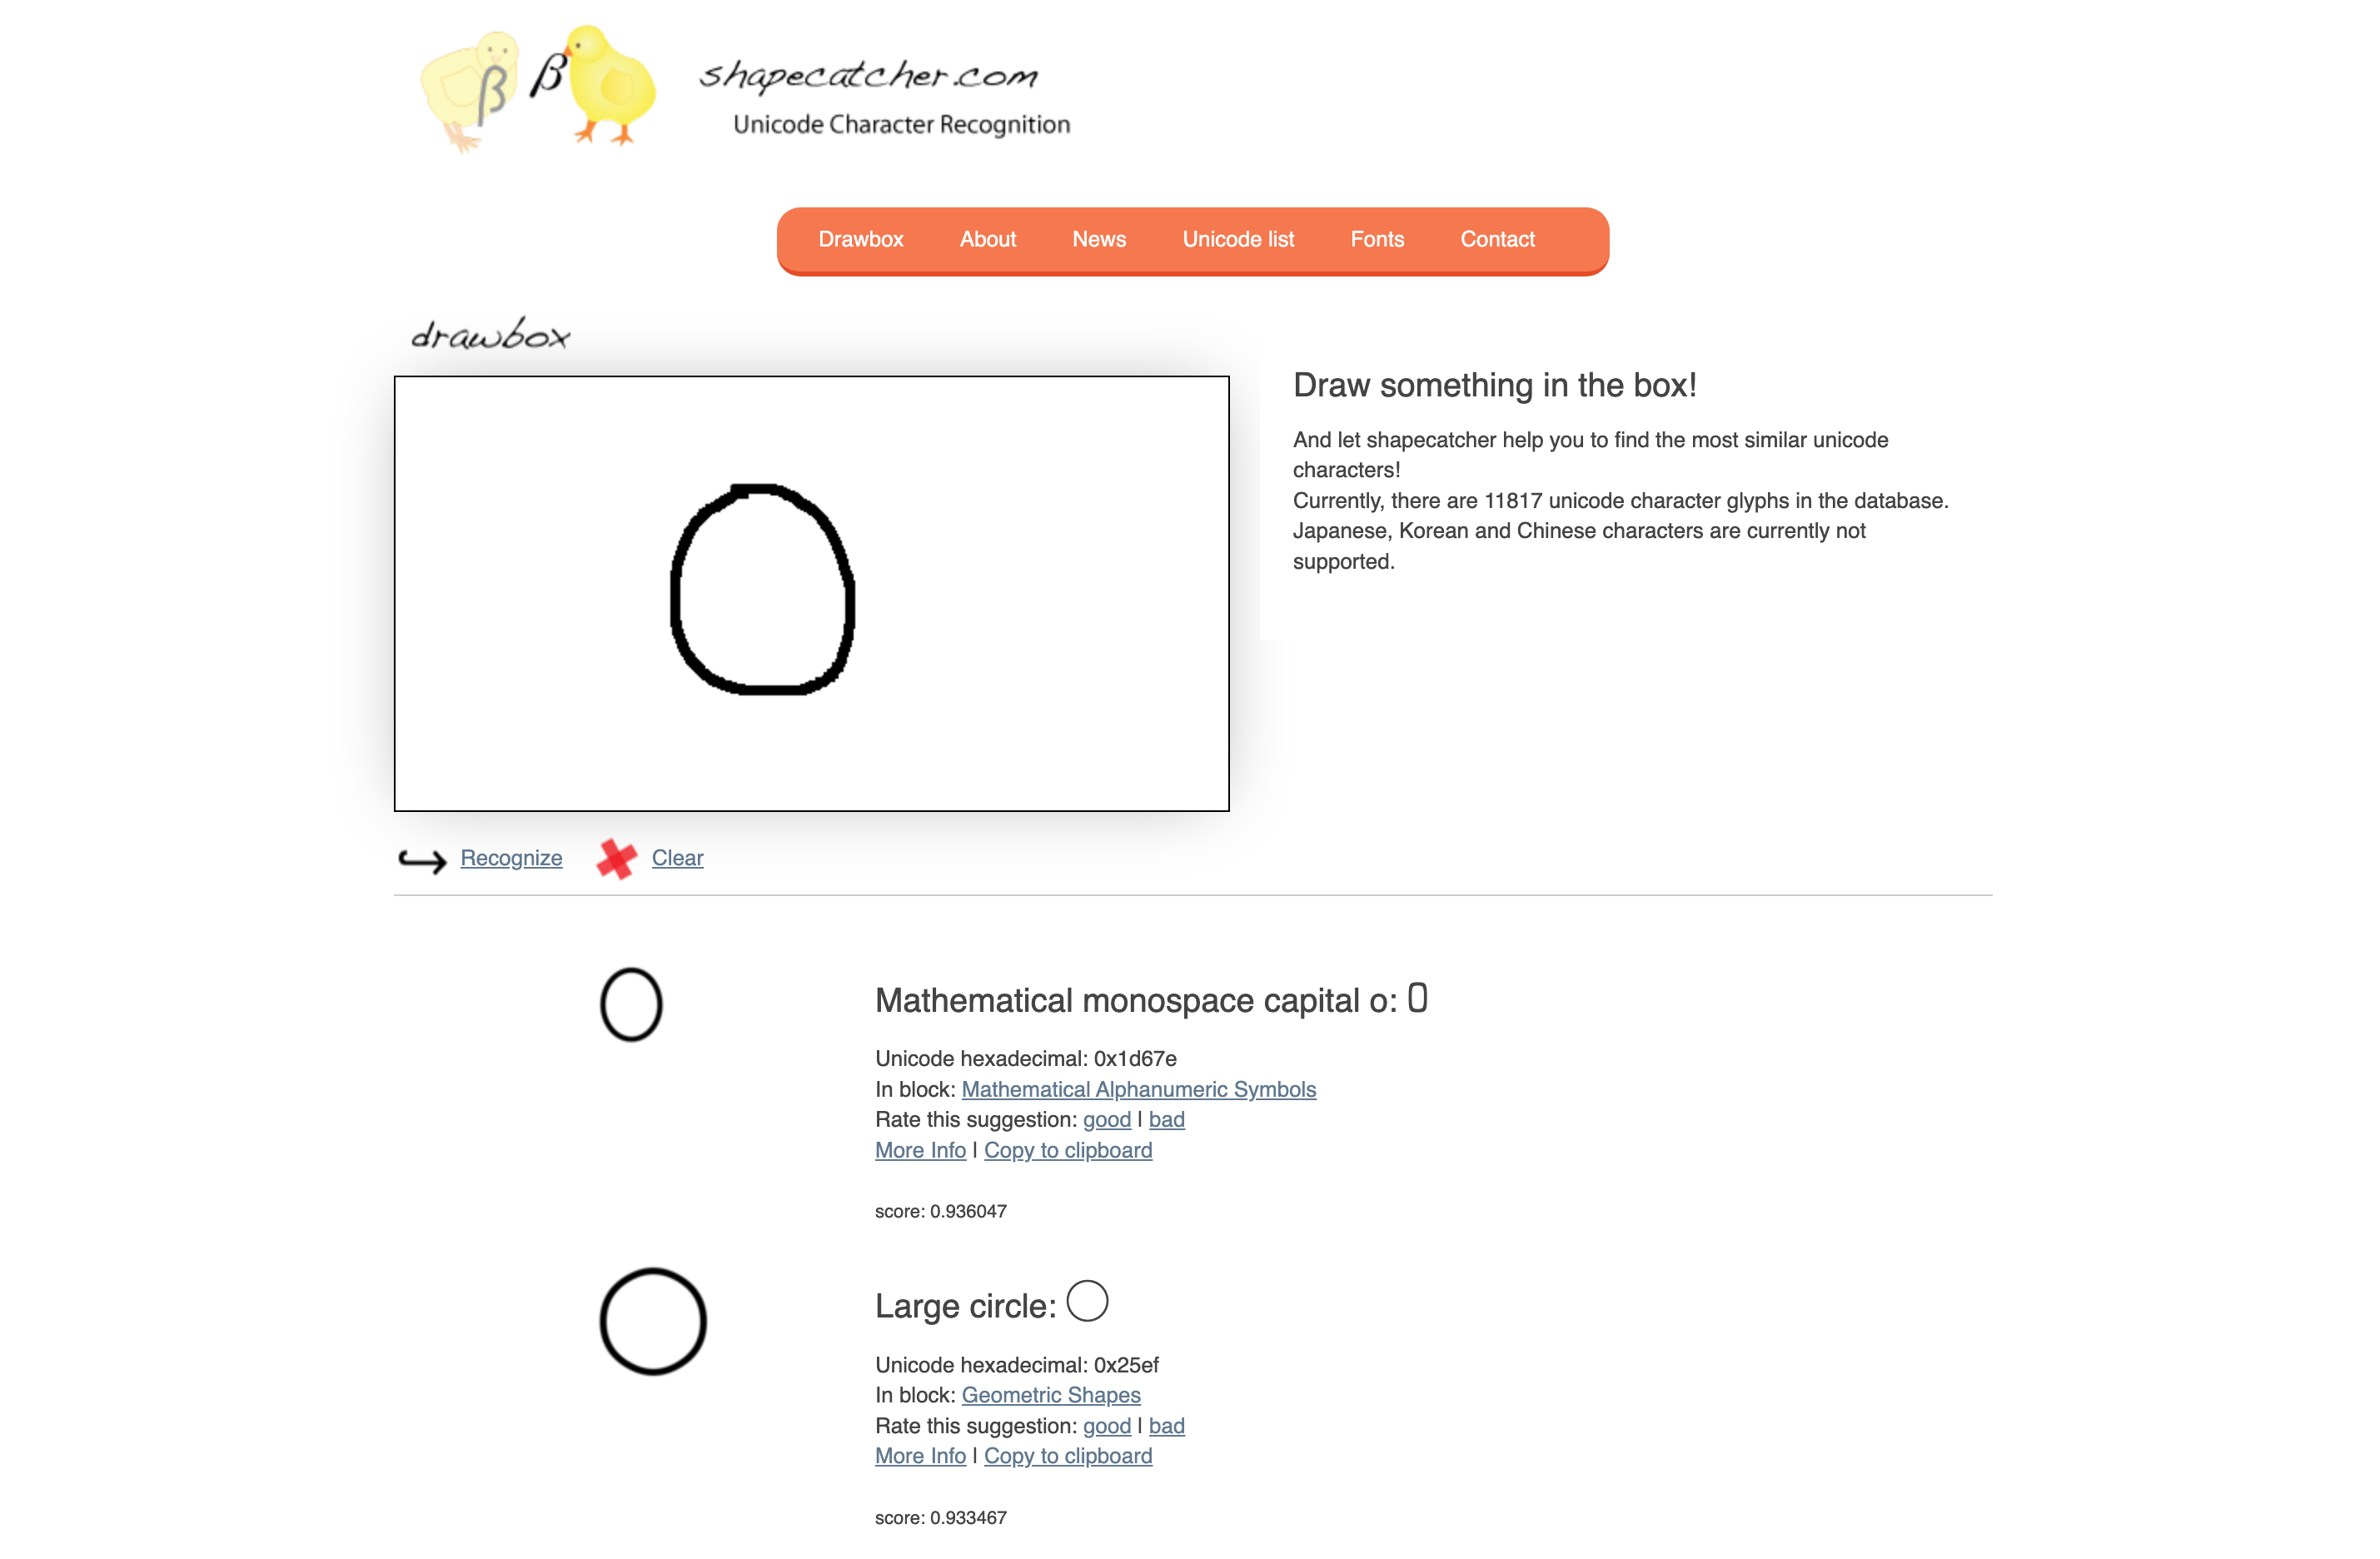 β β shapecatcher.com
Unicode Character Recognition
Drawbox About News Unicode list Fonts Contact
drawbox
Draw something in the box!
And let shapecatcher help you to find the most similar unicode
characters!
Currently, there are 11817 unicode character glyphs in the database.
Japanese, Korean and Chinese characters are currently not
supported.
Recognize Clear
Mathematical monospace capital o: 𝙾
Unicode hexadecimal: 0x1d67e
In block: Mathematical Alphanumeric Symbols
Rate this suggestion: good | bad
More Info | Copy to clipboard
score: 0.936047
Large circle: ◯
Unicode hexadecimal: 0x25ef
In block: Geometric Shapes
Rate this suggestion: good | bad
More Info | Copy to clipboard
score: 0.933467